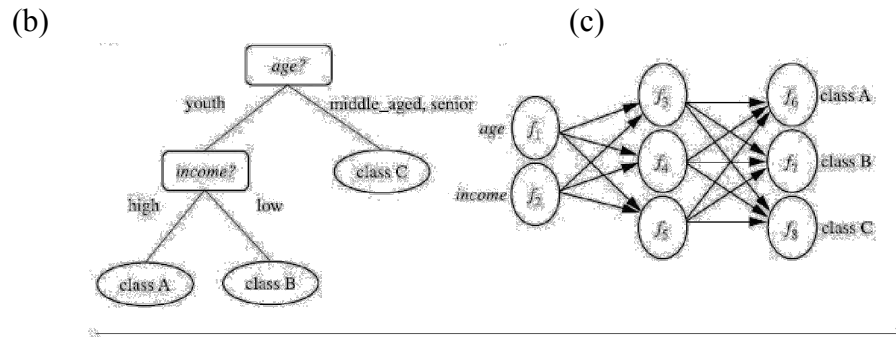 (b)
age?
youth
middle_aged, senior
income?
class C
high
low
class A
class B
(c)
age
income
f1
f2
f3
f4
f5
f6
f7
f8
class A
class B
class C